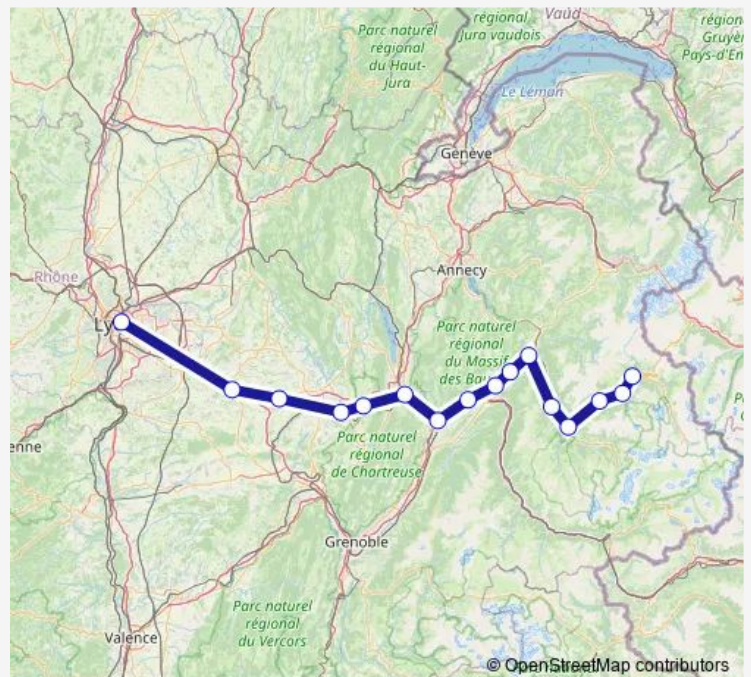 Vaud
régional
Jura vaudois
Parc naturel
régional
du Haut-
Jura
région
Gruyèr
Pays-d'En
Le Léman
Genève
Rhône
Annecy
Ly
Parc naturel
régional
du Massif
des Bau
Parc naturel
régional
de Chartreuse
enne
Grenoble
Parc naturel
régional
du Vercors
Valence
© OpenStreetMap contributors